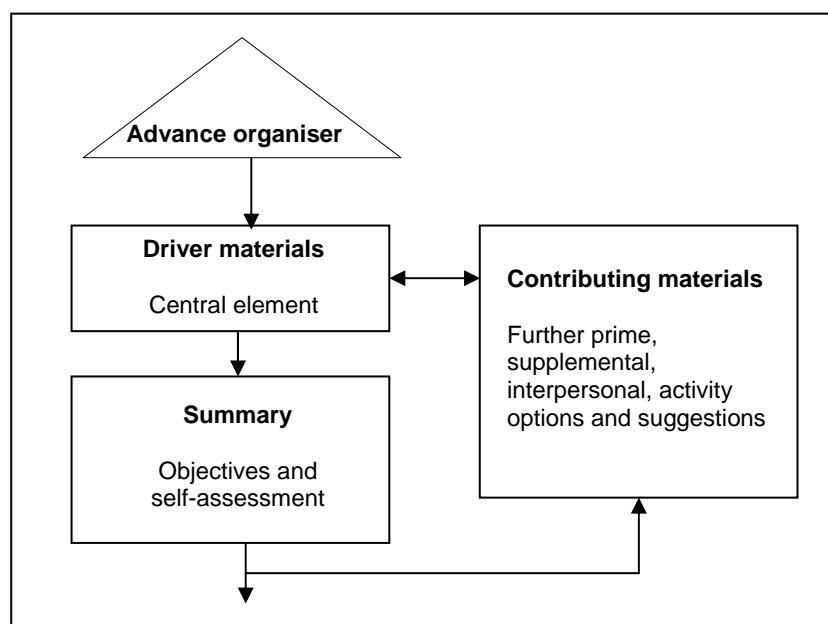 Advance organiser
Driver materials
Central element
Summary
Objectives and
self-assessment
Contributing materials
Further prime,
supplemental,
interpersonal, activity
options and suggestions